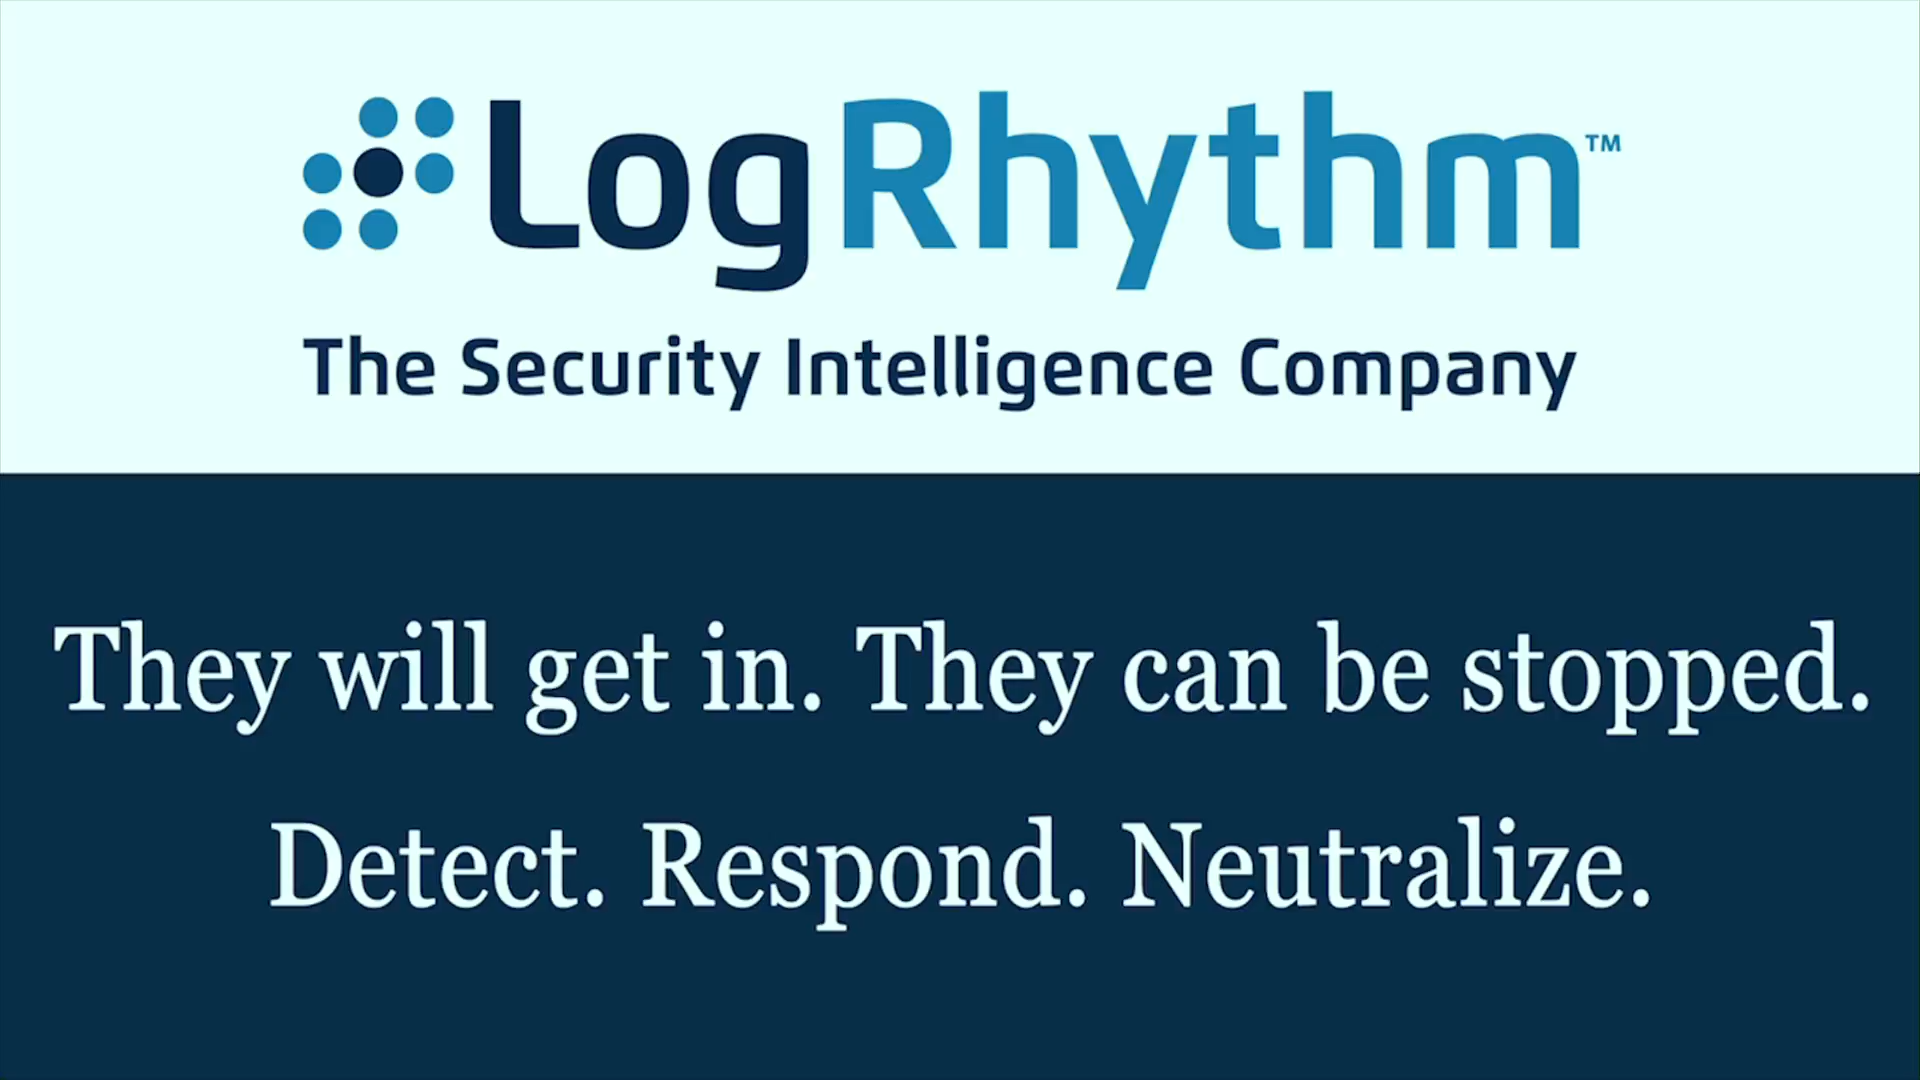 LogRhythm™
The Security Intelligence Company
They will get in. They can be stopped.
Detect. Respond. Neutralize.